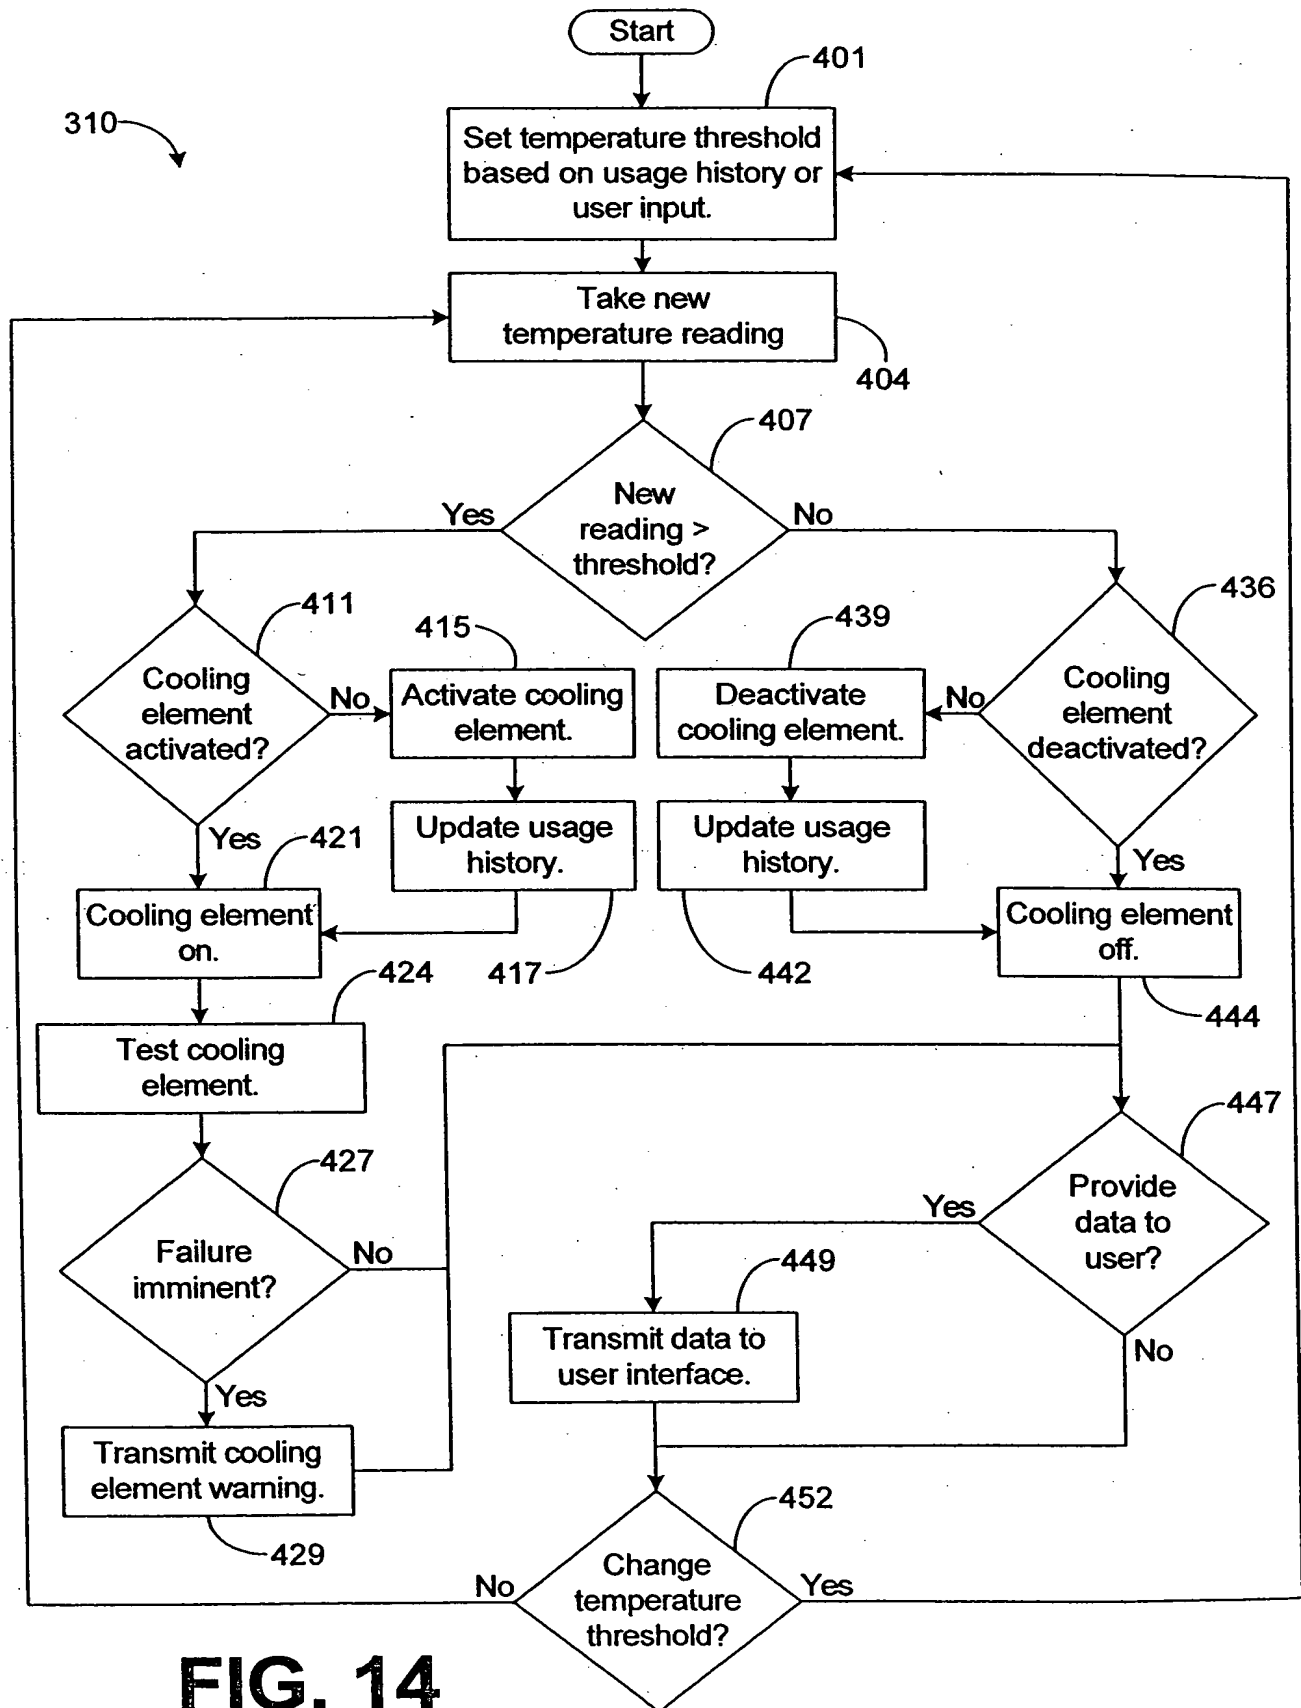 Start
401
310
Set temperature threshold
based on usage history or
user input.
Take new
temperature reading
404
407
New
reading >
threshold?
Yes
No
411
Cooling
element
activated?
No
415
Activate cooling
element.
439
Deactivate
cooling element.
No
436
Cooling
element
deactivated?
Yes
421
Update usage
history.
Update usage
history.
Yes
Cooling element
on.
417
442
Cooling element
off.
444
424
Test cooling
element.
427
Failure
imminent?
No
447
Provide
data to
user?
Yes
449
Transmit data to
user interface.
No
Yes
Transmit cooling
element warning.
429
452
Change
temperature
threshold?
No
Yes
FIG. 14